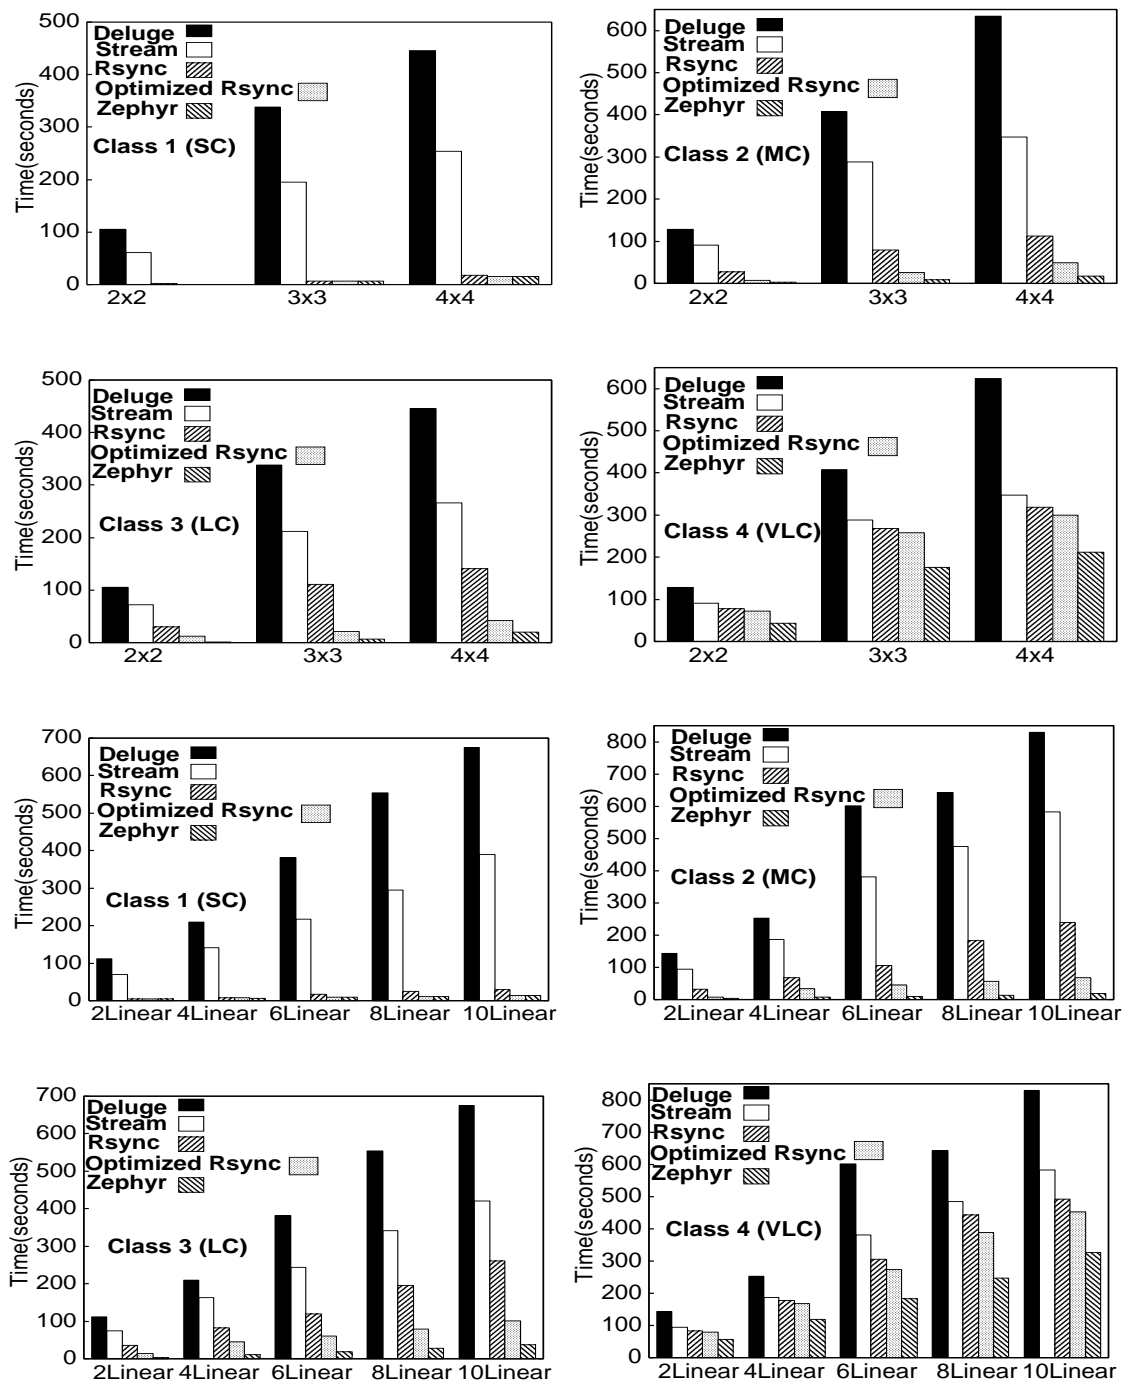 500
400
300
200
100
0
Time(seconds)
Deluge
Stream
Rsync
Optimized Rsync
Zephyr
Class 1 (SC)
2x2 3x3 4x4
600
500
400
300
200
100
0
Time(seconds)
Deluge
Stream
Rsync
Optimized Rsync
Zephyr
Class 2 (MC)
2x2 3x3 4x4
500
400
300
200
100
0
Time(seconds)
Deluge
Stream
Rsync
Optimized Rsync
Zephyr
Class 3 (LC)
2x2 3x3 4x4
600
500
400
300
200
100
0
Time(seconds)
Deluge
Stream
Rsync
Optimized Rsync
Zephyr
Class 4 (VLC)
2x2 3x3 4x4
700
600
500
400
300
200
100
0
Time(seconds)
Deluge
Stream
Rsync
Optimized Rsync
Zephyr
Class 1 (SC)
2Linear 4Linear 6Linear 8Linear 10Linear
800
700
600
500
400
300
200
100
0
Time(seconds)
Deluge
Stream
Rsync
Optimized Rsync
Zephyr
Class 2 (MC)
2Linear 4Linear 6Linear 8Linear 10Linear
700
600
500
400
300
200
100
0
Time(seconds)
Deluge
Stream
Rsync
Optimized Rsync
Zephyr
Class 3 (LC)
2Linear 4Linear 6Linear 8Linear 10Linear
800
700
600
500
400
300
200
100
0
Time(seconds)
Deluge
Stream
Rsync
Optimized Rsync
Zephyr
Class 4 (VLC)
2Linear 4Linear 6Linear 8Linear 10Linear